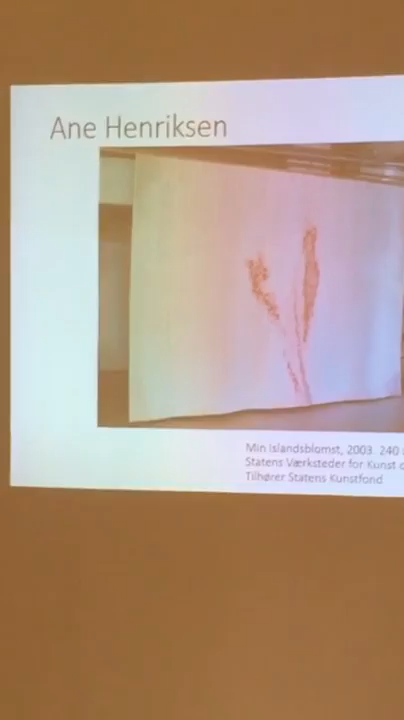 Ane Henriksen
Min Islandsblomst, 2003. 240
Statens Værksteder for Kunst
Tilhører Statens Kunstfond